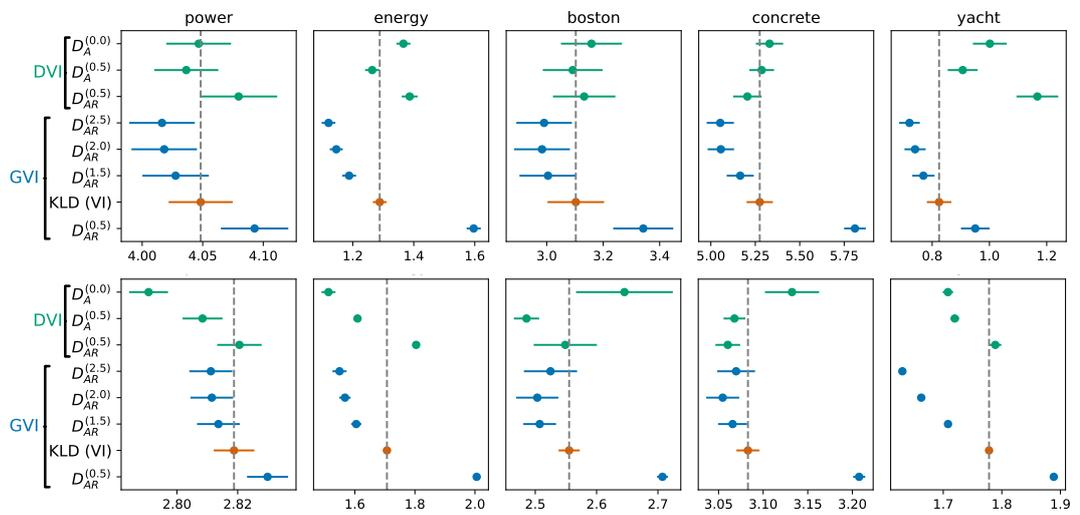 power energy boston concrete yacht
DVI
D_A^(0.0)
D_A^(0.5)
D_AR^(0.5)
GVI
D_AR^(2.5)
D_AR^(2.0)
D_AR^(1.5)
KLD (VI)
D_AR^(0.5)
4.00 4.05 4.10 1.2 1.4 1.6 3.0 3.2 3.4 5.00 5.25 5.50 5.75 0.8 1.0 1.2
DVI
D_A^(0.0)
D_A^(0.5)
D_AR^(0.5)
GVI
D_AR^(2.5)
D_AR^(2.0)
D_AR^(1.5)
KLD (VI)
D_AR^(0.5)
2.80 2.82 1.6 1.8 2.0 2.5 2.6 2.7 3.05 3.10 3.15 3.20 1.7 1.8 1.9